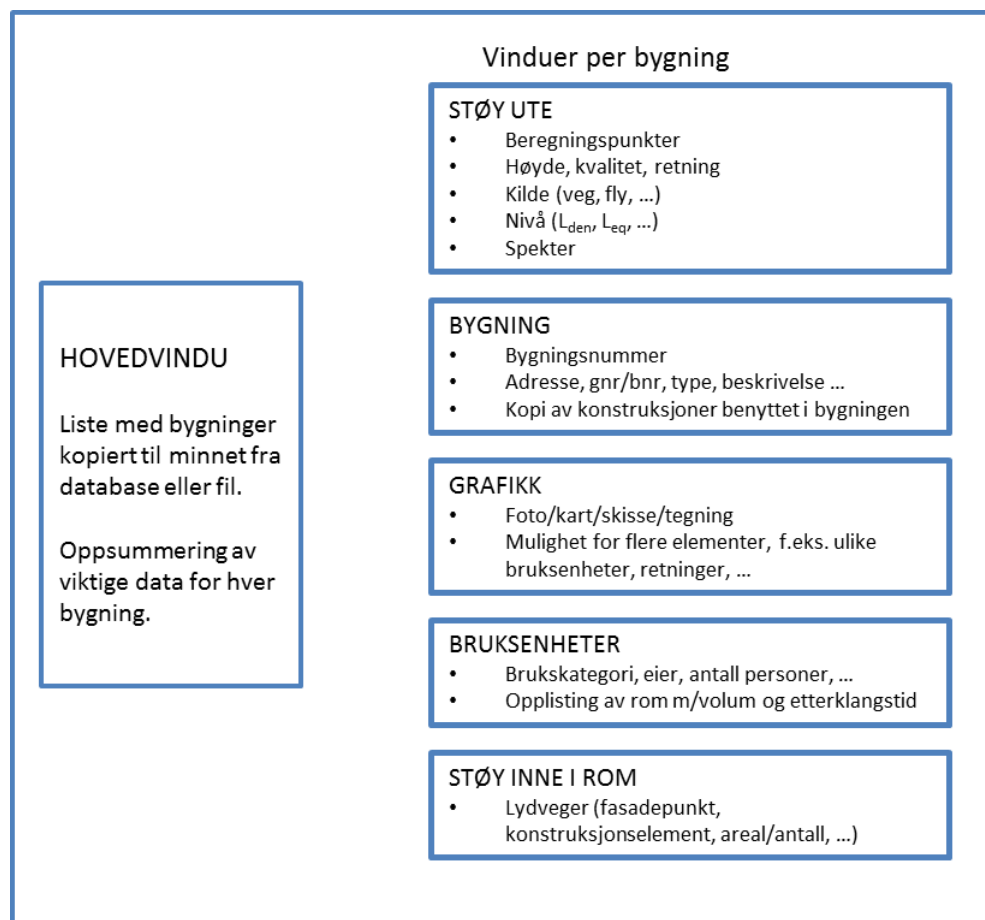 Vinduer per bygning
STØY UTE
• Beregningspunkter
• Høyde, kvalitet, retning
• Kilde (veg, fly, …)
• Nivå (Lden, Leq, …)
• Spekter
HOVEDVINDU
Liste med bygninger
kopiert til minnet fra
database eller fil.
Oppsummering av
viktige data for hver
bygning.
BYGNING
• Bygningsnummer
• Adresse, gnr/bnr, type, beskrivelse …
• Kopi av konstruksjoner benyttet i bygningen
GRAFIKK
• Foto/kart/skisse/tegning
• Mulighet for flere elementer, f.eks. ulike
bruksenheter, retninger, …
BRUKSENHETER
• Brukskategori, eier, antall personer, …
• Opplisting av rom m/volum og etterklangstid
STØY INNE I ROM
• Lydveger (fasadepunkt,
konstruksjonselement, areal/antall, …)